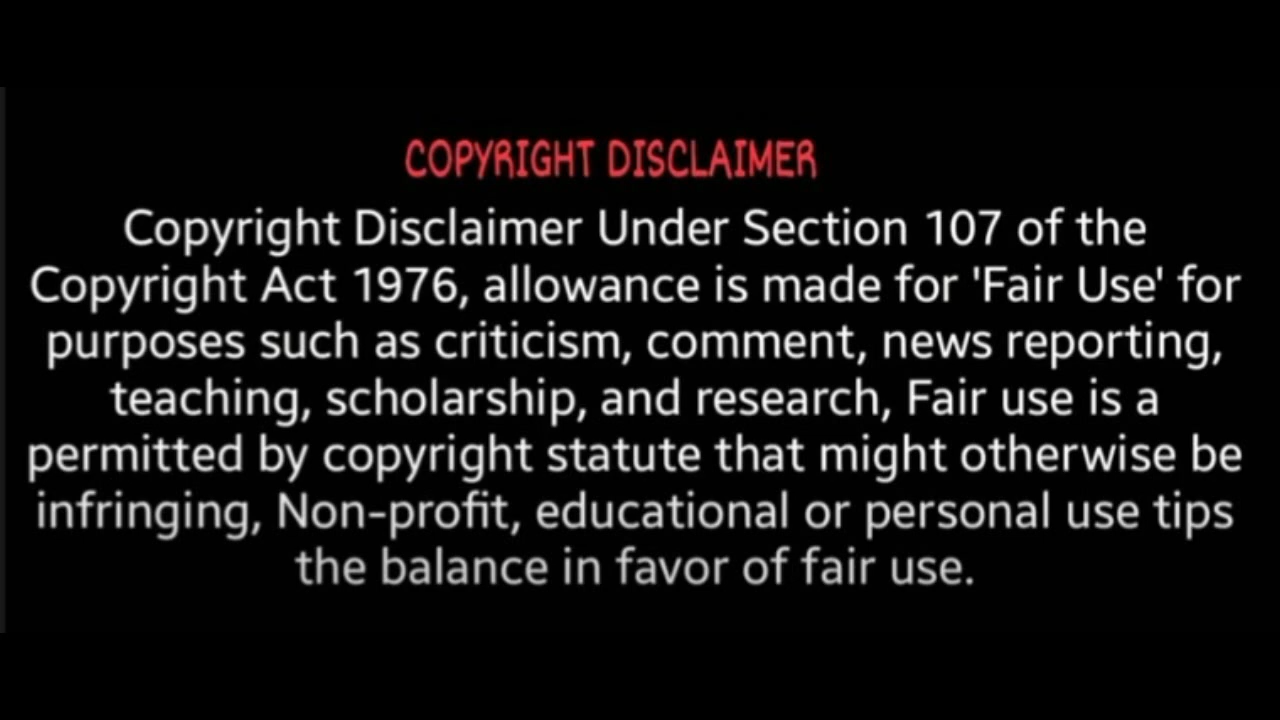 COPYRIGHT DISCLAIMER
Copyright Disclaimer Under Section 107 of the
Copyright Act 1976, allowance is made for 'Fair Use' for
purposes such as criticism, comment, news reporting,
teaching, scholarship, and research, Fair use is a
permitted by copyright statute that might otherwise be
infringing, Non-profit, educational or personal use tips
the balance in favor of fair use.